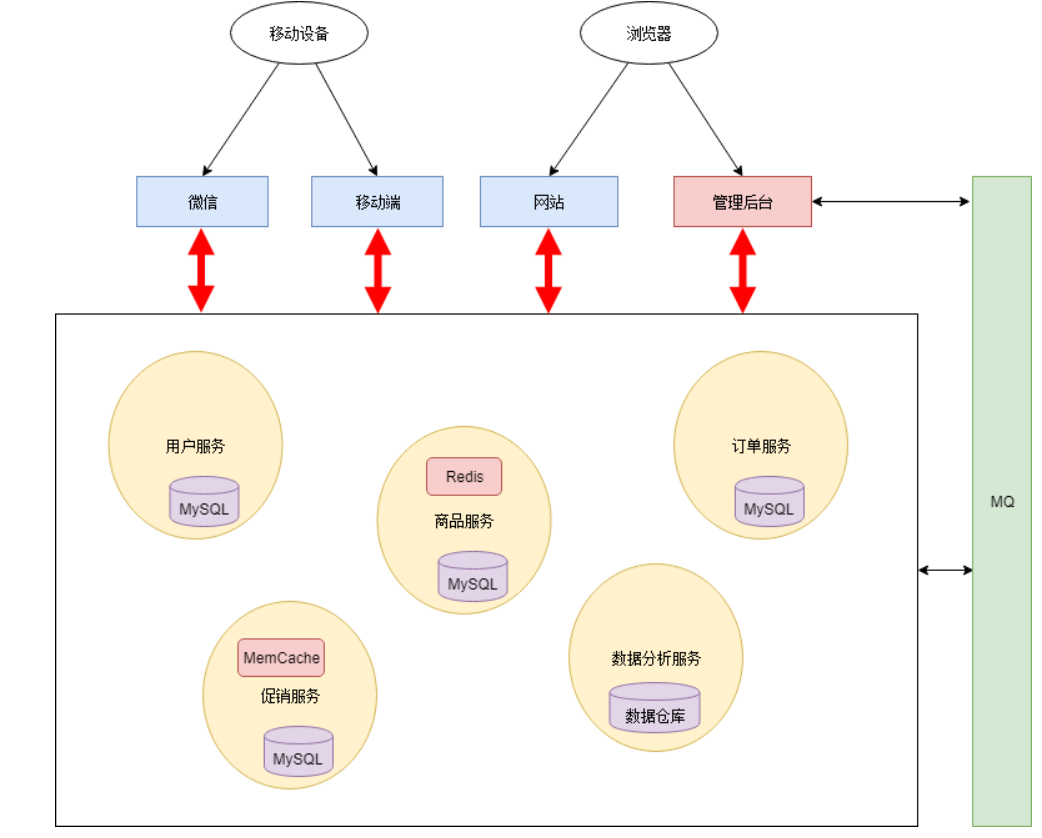 移动设备
浏览器
微信
移动端
网站
管理后台
用户服务
MySQL
Redis
商品服务
MySQL
订单服务
MySQL
MQ
MemCache
促销服务
MySQL
数据分析服务
数据仓库